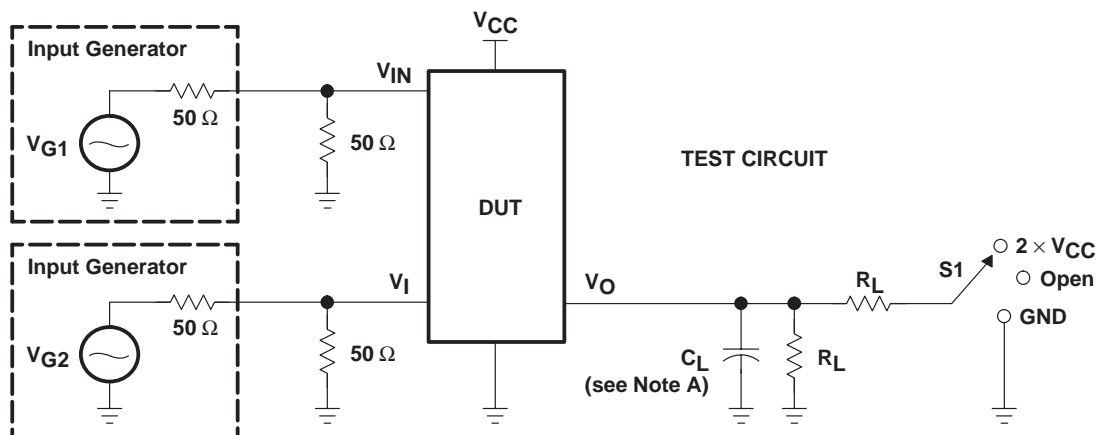 V_CC
Input Generator
V_IN
50 Ω
V_G1
50 Ω
TEST CIRCUIT
DUT
Input Generator
V_I
S1
2 × V_CC
Open
V_O
R_L
GND
50 Ω
V_G2
50 Ω
C_L
(see Note A)
R_L